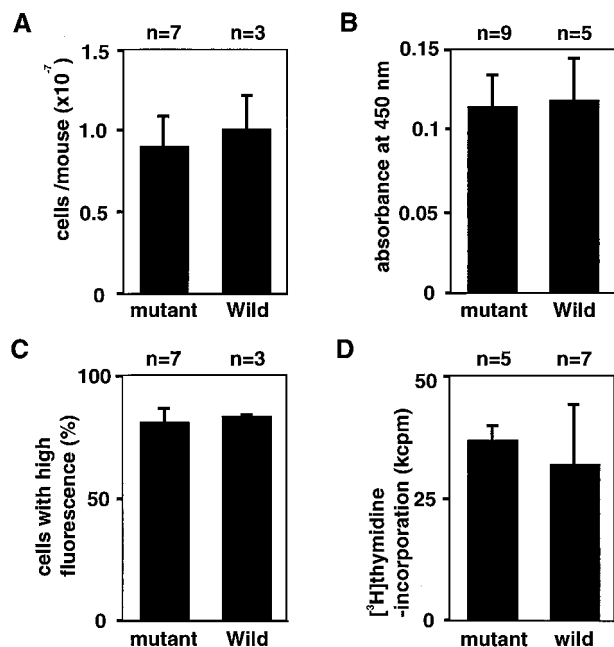 A
n=7 n=3
cells /mouse (x10⁻⁷)
1.5
1.0
0.5
0
mutant Wild
B
n=9 n=5
absorbance at 450 nm
0.15
0.1
0.05
0
mutant Wild
C
n=7 n=3
cells with high
fluorescence (%)
100
50
0
mutant Wild
D
n=5 n=7
[³H]thymidine
-incorporation (kcpm)
50
25
0
mutant wild